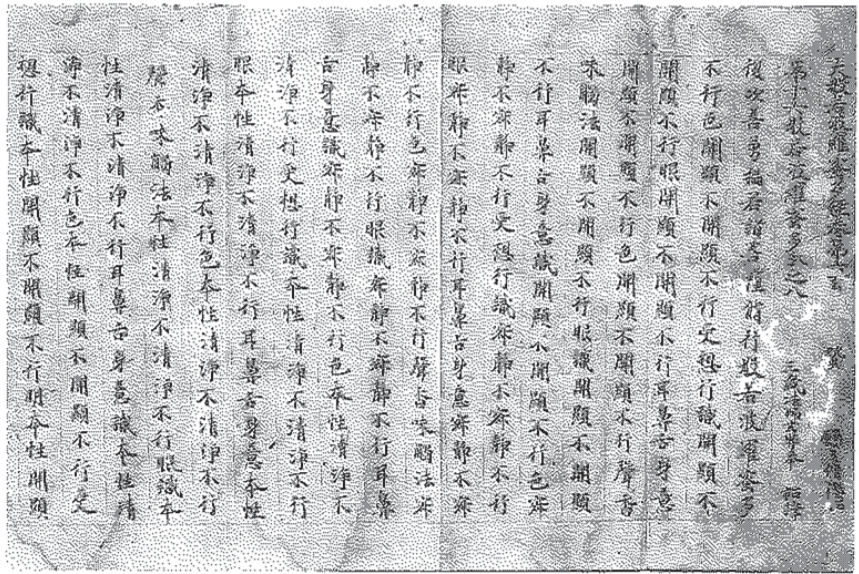 大般若波羅蜜多經卷第六百
第十六般若波羅蜜多分之八 三藏法師玄奘奉 詔譯
復次善勇猛若諸菩薩脩行般若波羅蜜多
不行色開顯不開顯不行受想行識開顯不
開顯不行眼開顯不開顯不行耳鼻舌身意
開顯不開顯不行色開顯不開顯不行聲香
味觸法開顯不開顯不行眼識開顯不開顯
不行耳鼻舌身意識開顯不開顯不行色寂
靜不寂靜不行受想行識寂靜不寂靜不行
眼寂靜不寂靜不行耳鼻舌身意寂靜不寂
靜不行色寂靜不寂靜不行聲香味觸法寂
靜不寂靜不行眼識寂靜不寂靜不行耳鼻
舌身意識寂靜不寂靜不行色本性清淨不
清淨不行受想行識本性清淨不清淨不行
眼本性清淨不清淨不行耳鼻舌身意本性
清淨不清淨不行色本性清淨不清淨不行
聲香味觸法本性清淨不清淨不行眼識本
性清淨不清淨不行耳鼻舌身意識本性清
淨不清淨不行色本性開顯不開顯不行受
想行識本性開顯不開顯不行眼本性開顯